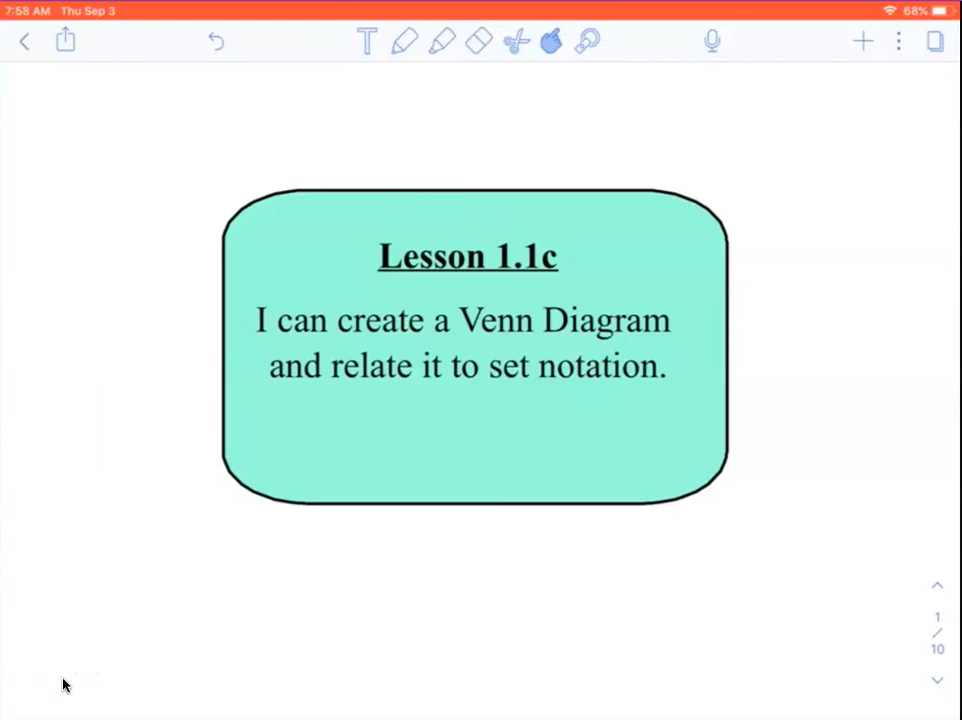 7:58 AM Thu Sep 3 68%
T
Lesson 1.1c
I can create a Venn Diagram
and relate it to set notation.
1
/
10